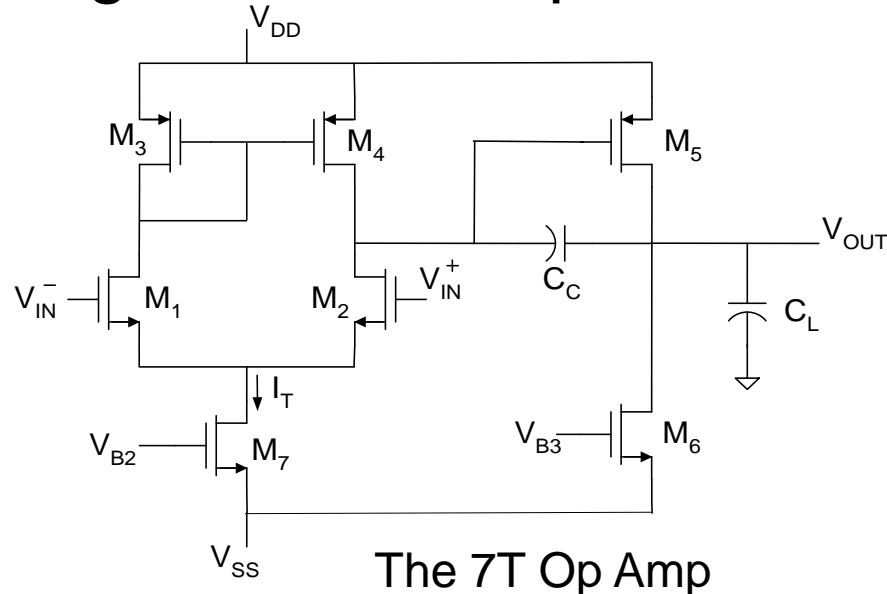 V_DD
M_3
M_4
M_5
V_OUT
V_IN^-
M_1
M_2
V_IN^+
C_C
C_L
I_T
V_B2
M_7
V_B3
M_6
V_SS
The 7T Op Amp